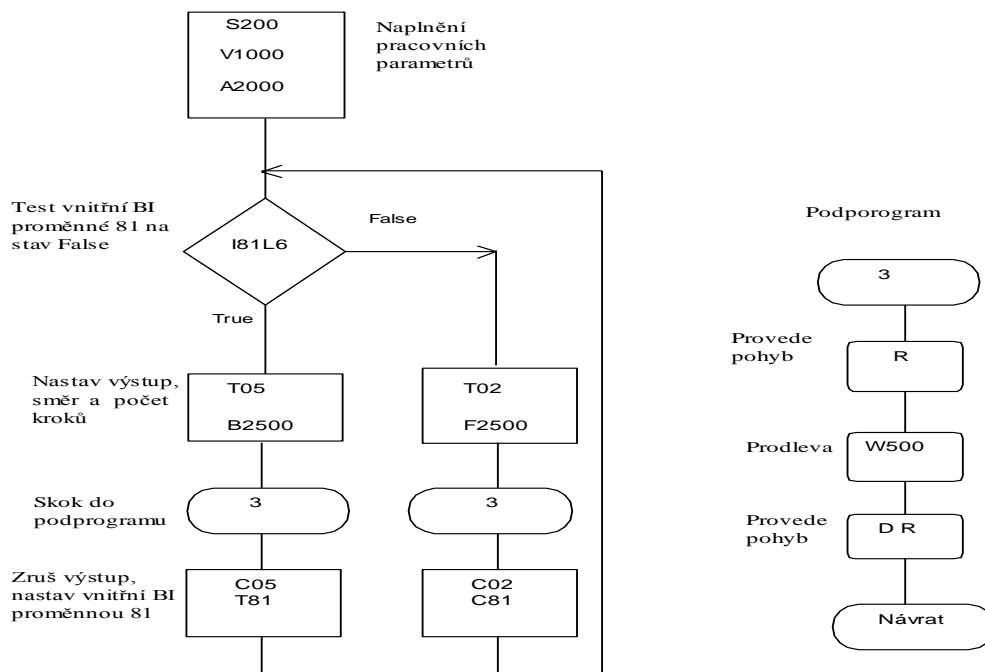 S200
V1000
A2000
Naplnění
pracovních
parametrů
Test vnitřní BI
proměnné 81 na
stav False
I81L6
False
True
Nastav výstup,
směr a počet
kroků
T05
B2500
T02
F2500
Skok do
podprogramu
3
3
Zruš výstup,
nastav vnitřní BI
proměnnou 81
C05
T81
C02
C81
Podporogram
3
Provede
pohyb
R
Prodleva
W500
Provede
pohyb
D R
Návrat